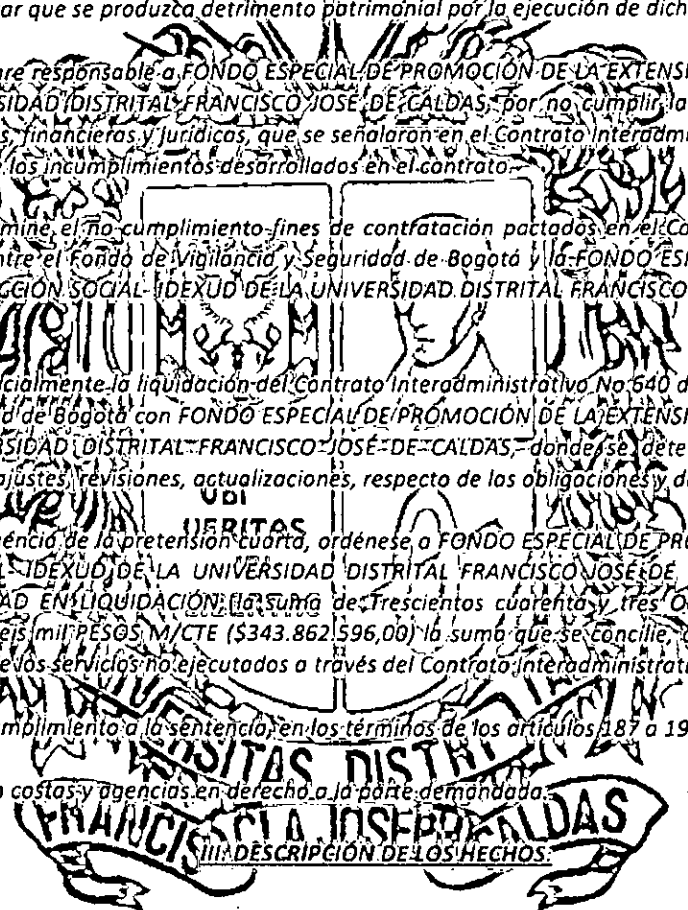 ar que se produzca detrimento patrimonial por la ejecución de dich
re responsable a FONDO ESPECIAL DE PROMOCIÓN DE LA EXTENSI
SIDAD DISTRITAL FRANCISCO JOSÉ DE CALDAS, por no cumplir la
s, financieras y jurídicas, que se señalaron en el Contrato Interadmi
e los incumplimientos desarrollados en el contrato.
mine el no cumplimiento fines de contratación pactados en el Co
ntre el Fondo de Vigilancia y Seguridad de Bogotá y la FONDO ESI
CCIÓN SOCIAL- IDEXUD DE LA UNIVERSIDAD DISTRITAL FRANCISCO
cialmente la liquidación del Contrato Interadministrativo No 640 d
d de Bogotá con FONDO ESPECIAL DE PROMOCIÓN DE LA EXTENSI
RSIDAD DISTRITAL FRANCISCO JOSÉ DE CALDAS, donde se dete
ajustes, revisiones, actualizaciones, respecto de las obligaciones y d
UBI
VERITAS
encia de la pretensión cuarta, ordénese a FONDO ESPECIAL DE PR
L- IDEXUD DE LA UNIVERSIDAD DISTRITAL FRANCISCO JOSÉ DE
AD EN LIQUIDACIÓN, la suma de Trescientos cuarenta y tres O
eis mil PESOS M/CTE ($343.862.596,00) la suma que se concilie,
e los servicios no ejecutados a través del Contrato Interadministrati
umplimiento a la sentencia, en los términos de los artículos 187 a 19
UNIVERSITAS DISTRI
n costas y agencias en derecho a la parte demandada.
III. DESCRIPCIÓN DE LOS HECHOS: